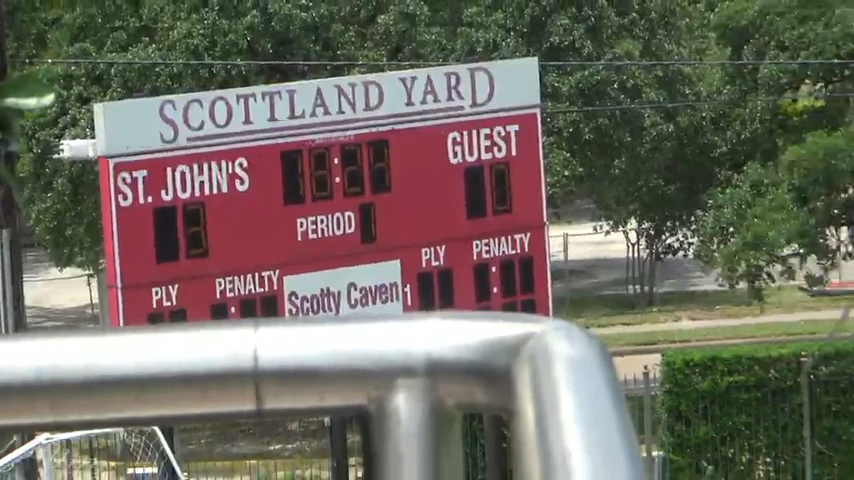 SCOTTLAND YARD
ST. JOHN'S
GUEST
PERIOD
PLY PENALTY
PLY PENALTY
Scotty Caven